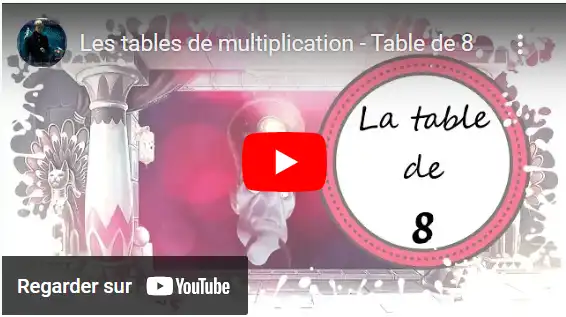 Les tables de multiplication - Table de 8
La table
de
8
Regarder sur YouTube